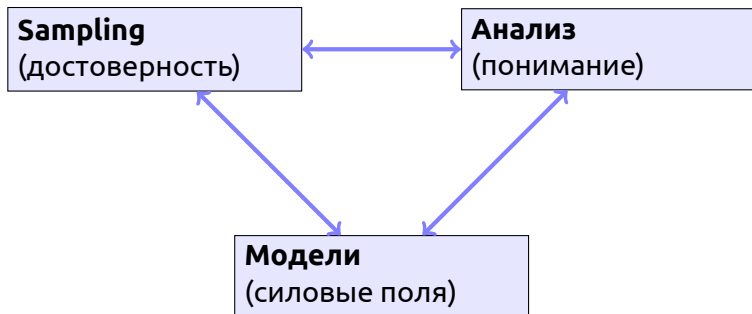 Sampling
(достоверность)
Анализ
(понимание)
Модели
(силовые поля)